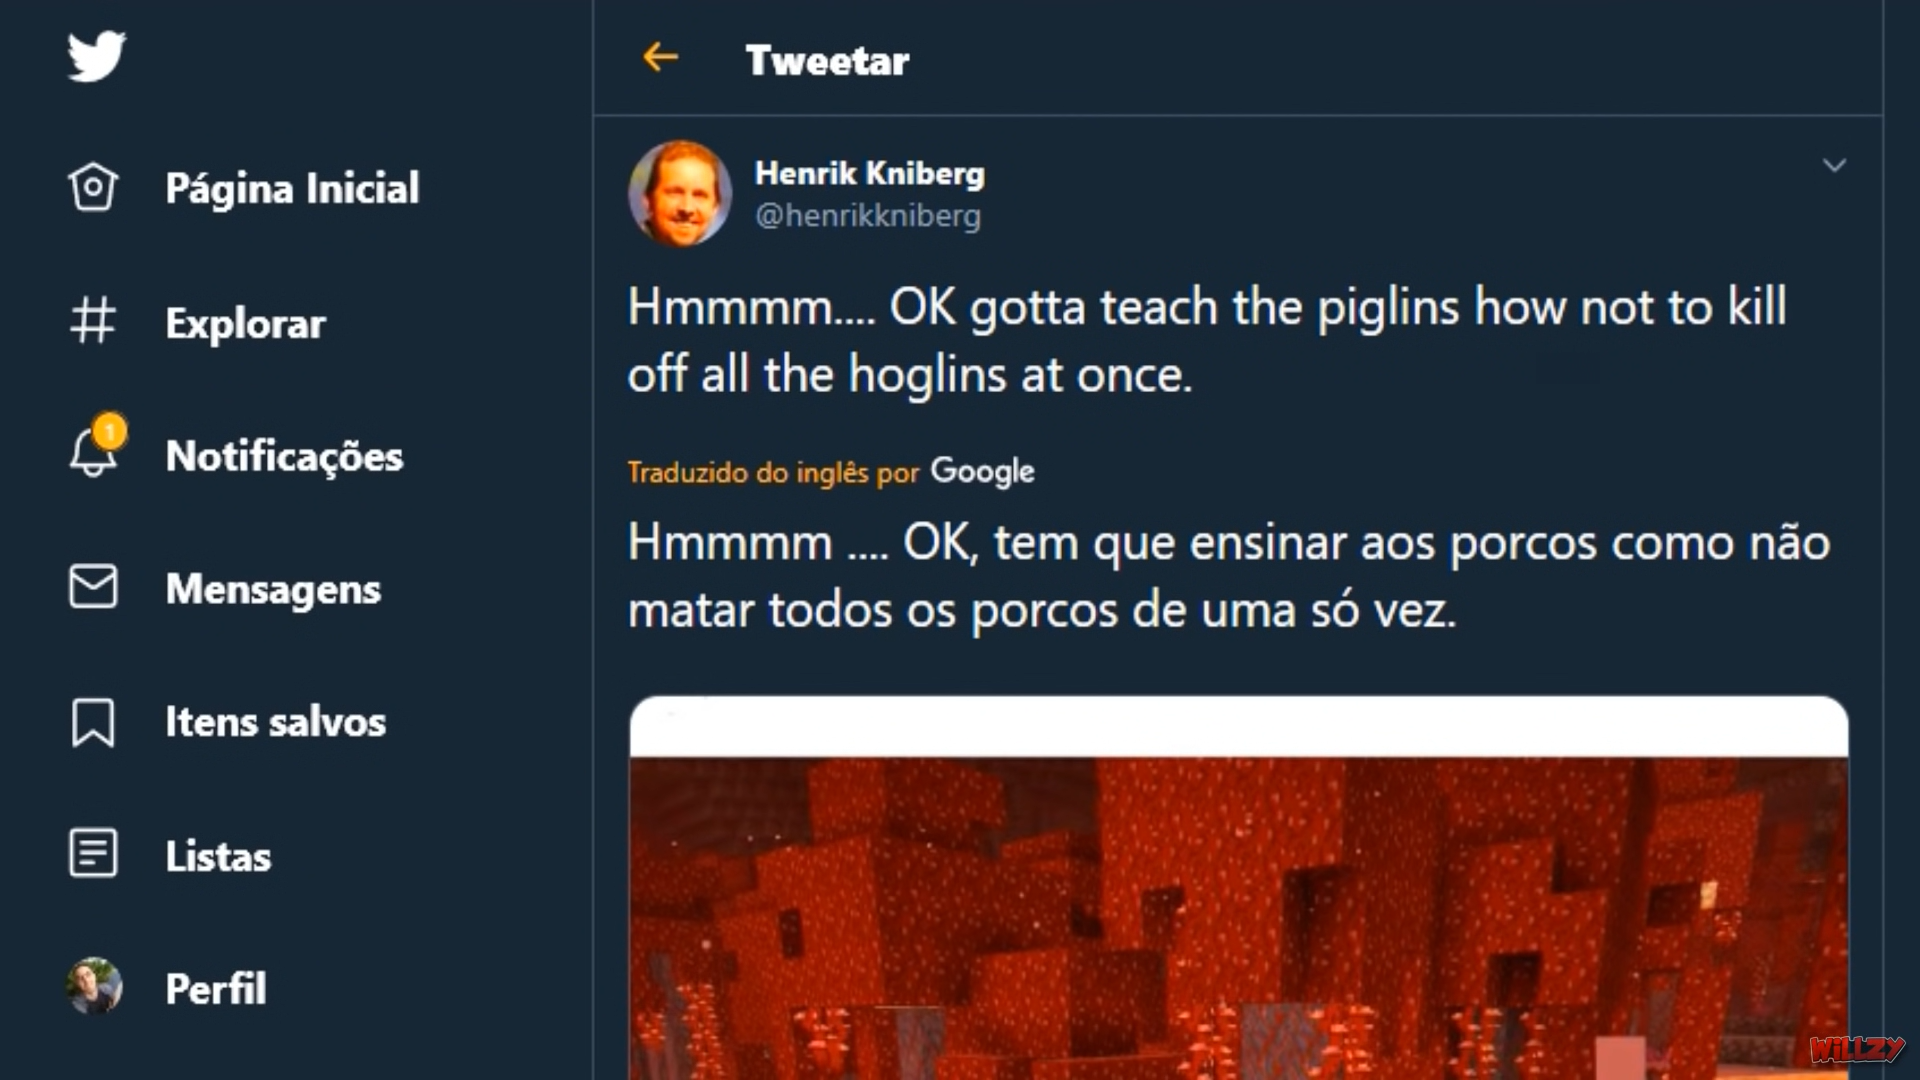 Tweetar
Henrik Kniberg
@henrikkniberg
Hmmmm.... OK gotta teach the piglins how not to kill
off all the hoglins at once.
Traduzido do inglês por Google
Hmmmm .... OK, tem que ensinar aos porcos como não
matar todos os porcos de uma só vez.
Página Inicial
Explorar
1
Notificações
Mensagens
Itens salvos
Listas
Perfil
WiLLZY